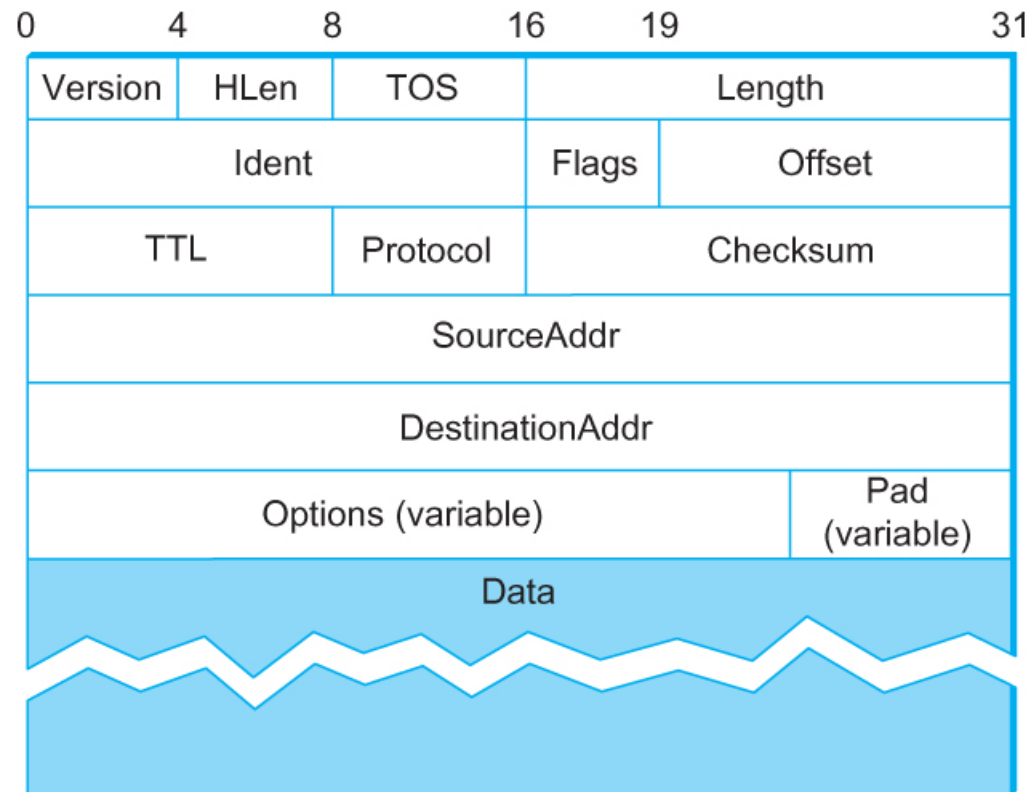 0 4 8 16 19 31
Version HLen TOS Length
Ident Flags Offset
TTL Protocol Checksum
SourceAddr
DestinationAddr
Options (variable) Pad
(variable)
Data